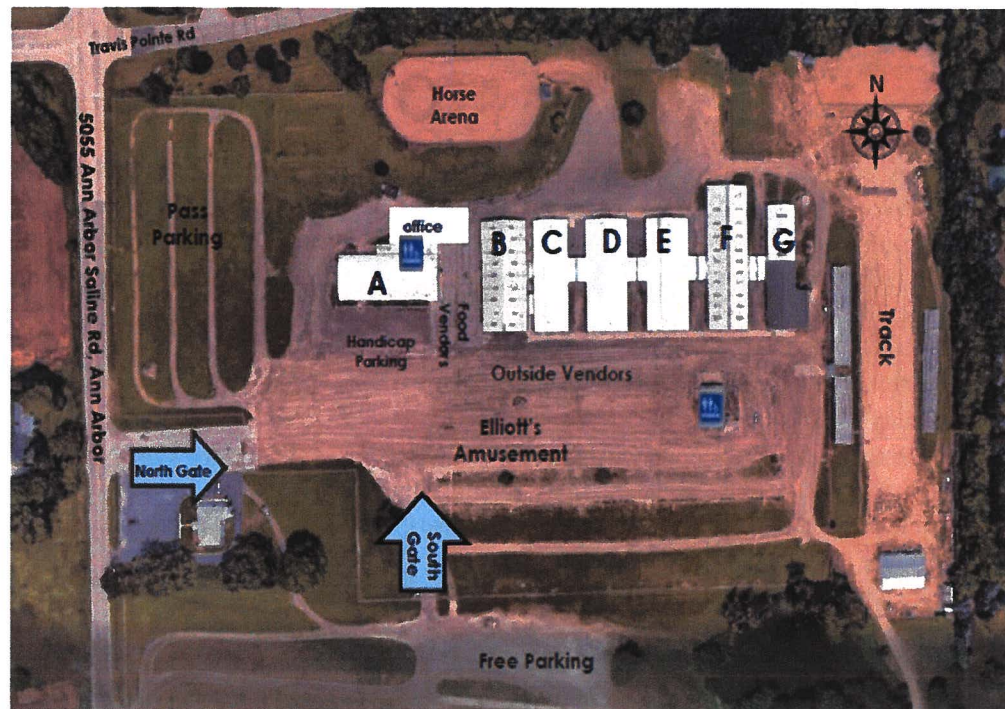 Travis Pointe Rd
5055 Ann Arbor Saline Rd, Ann Arbor
Horse
Arena
N
Pass
Parking
office
A
B
C
D
E
F
G
Food
Vendors
Handicap
Parking
Track
Outside Vendors
Elliott's
Amusement
North Gate
South
Gate
Free Parking